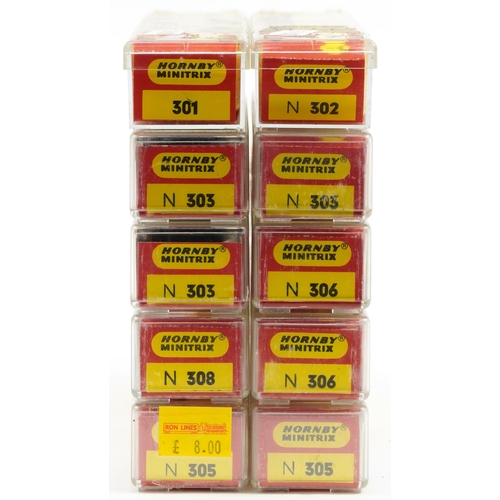 HORNBY®
MINITRIX
301
HORNBY®
MINITRIX
N 302
HORNBY®
MINITRIX
N 303
HORNBY®
MINITRIX
N 303
HORNBY®
MINITRIX
N 303
HORNBY®
MINITRIX
N 306
HORNBY®
MINITRIX
N 308
HORNBY®
MINITRIX
N 306
RON LINES
£ 8.00
N 305
HORNBY®
MINITRIX
N 305